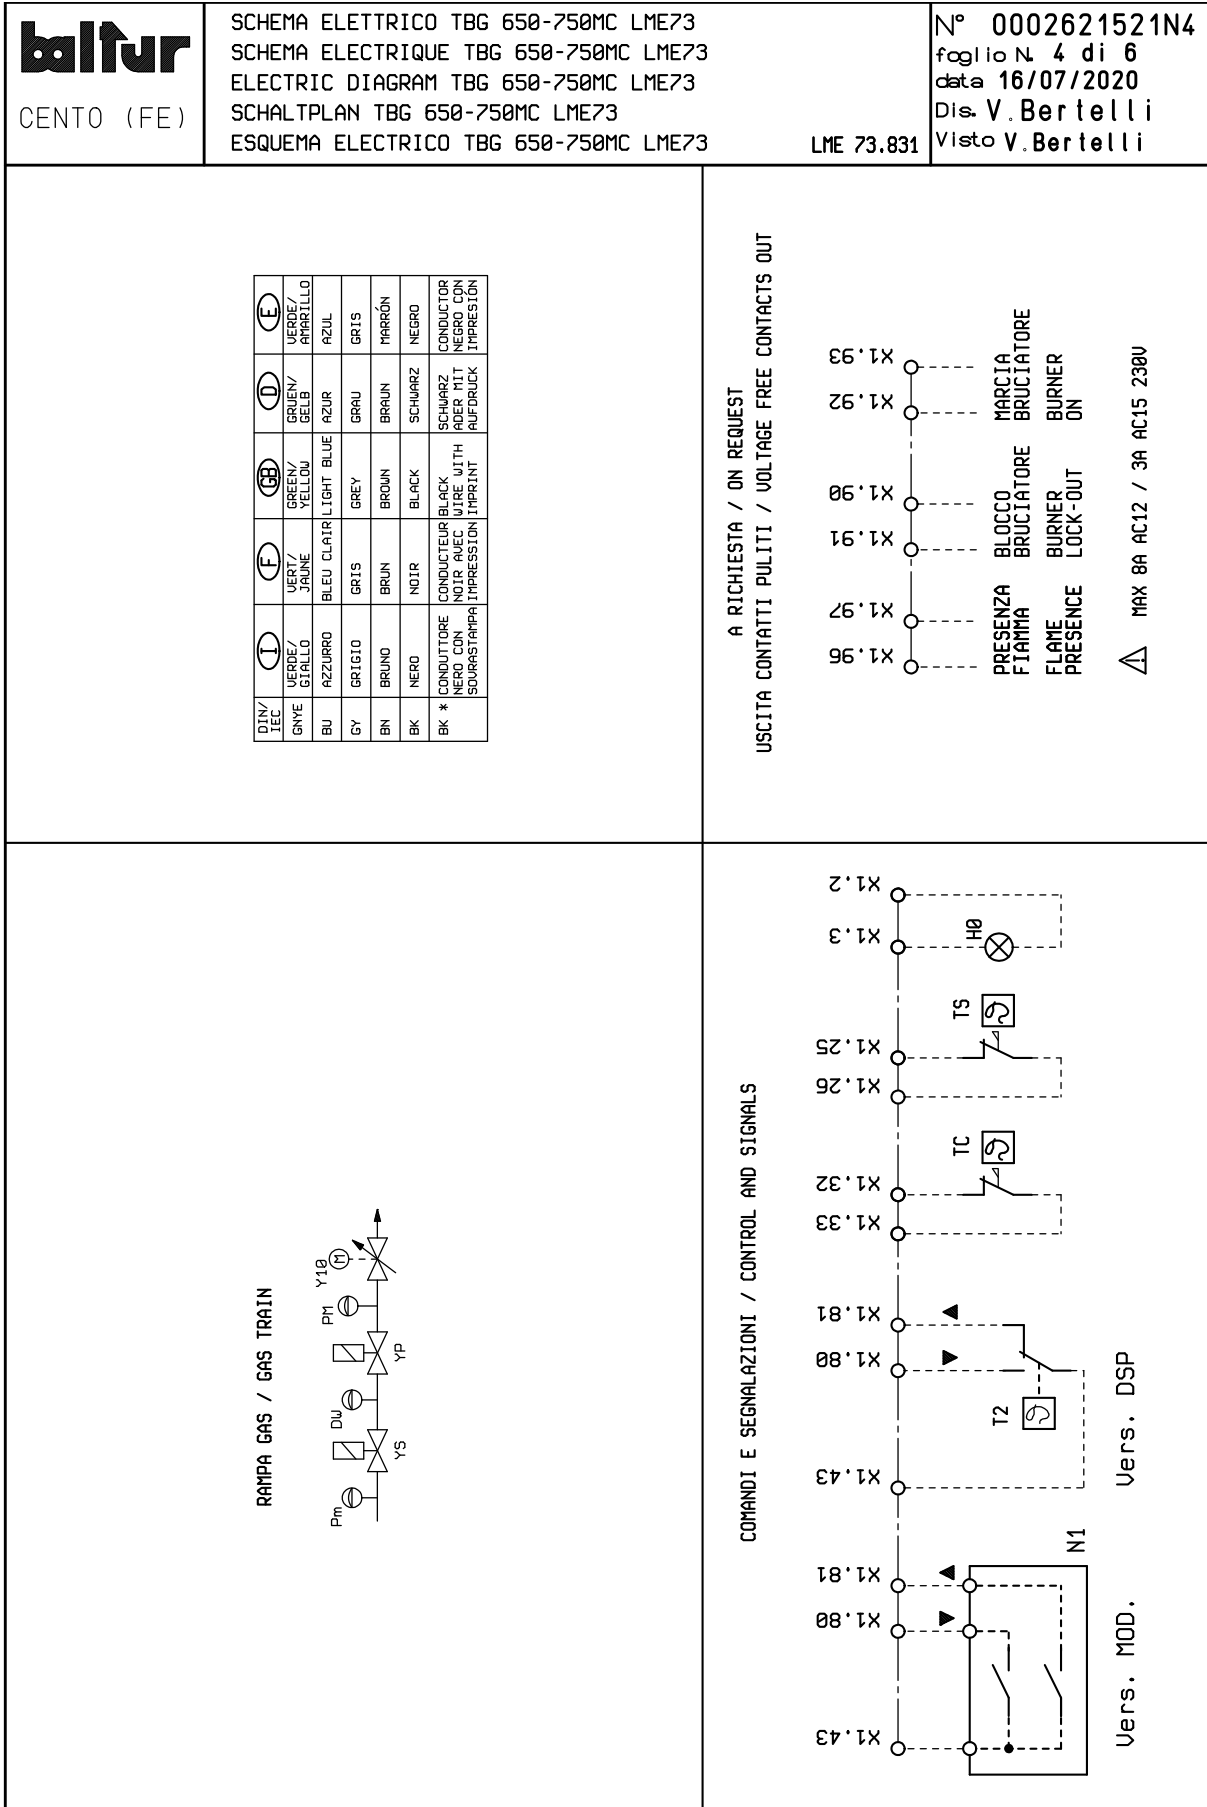 baltur
CENTO (FE)
SCHEMA ELETTRICO TBG 650-750MC LME73
SCHEMA ELECTRIQUE TBG 650-750MC LME73
ELECTRIC DIAGRAM TBG 650-750MC LME73
SCHALTPLAN TBG 650-750MC LME73
ESQUEMA ELECTRICO TBG 650-750MC LME73
LME 73.831
N° 0002621521N4
foglio N. 4 di 6
data 16/07/2020
Dis. V.Bertelli
Visto V.Bertelli
DIN/
IEC
I
F
GB
D
E
GNYE
VERDE/
GIALLO
VERT/
JAUNE
GREEN/
YELLOW
GRUEN/
GELB
VERDE/
AMARILLO
BU
AZZURRO
BLEU CLAIR
LIGHT BLUE
AZUR
AZUL
GY
GRIGIO
GRIS
GREY
GRAU
GRIS
BN
BRUNO
BRUN
BROWN
BRAUN
MARRÓN
BK
NERO
NOIR
BLACK
SCHWARZ
NEGRO
BK *
CONDUTTORE
NERO CON
SOVRASTAMPA
CONDUCTEUR
NOIR AVEC
IMPRESSION
BLACK
WIRE WITH
IMPRINT
SCHWARZ
ADER MIT
AUFDRUCK
CONDUCTOR
NEGRO CON
IMPRESIÓN
A RICHIESTA / ON REQUEST
USCITA CONTATTI PULITI / VOLTAGE FREE CONTACTS OUT
X1.96
X1.97
X1.91
X1.90
X1.92
X1.93
PRESENZA
FIAMMA
FLAME
PRESENCE
BLOCCO
BRUCIATORE
BURNER
LOCK-OUT
MARCIA
BRUCIATORE
BURNER
ON
MAX 8A AC12 / 3A AC15 230V
RAMPA GAS / GAS TRAIN
Pm
YS
DW
YP
PM
Y10
M
COMANDI E SEGNALAZIONI / CONTROL AND SIGNALS
X1.43
X1.80
X1.81
N1
Vers. MOD.
X1.43
X1.80
X1.81
T2
Vers. DSP
X1.33
X1.32
TC
X1.26
X1.25
TS
X1.3
X1.2
H0